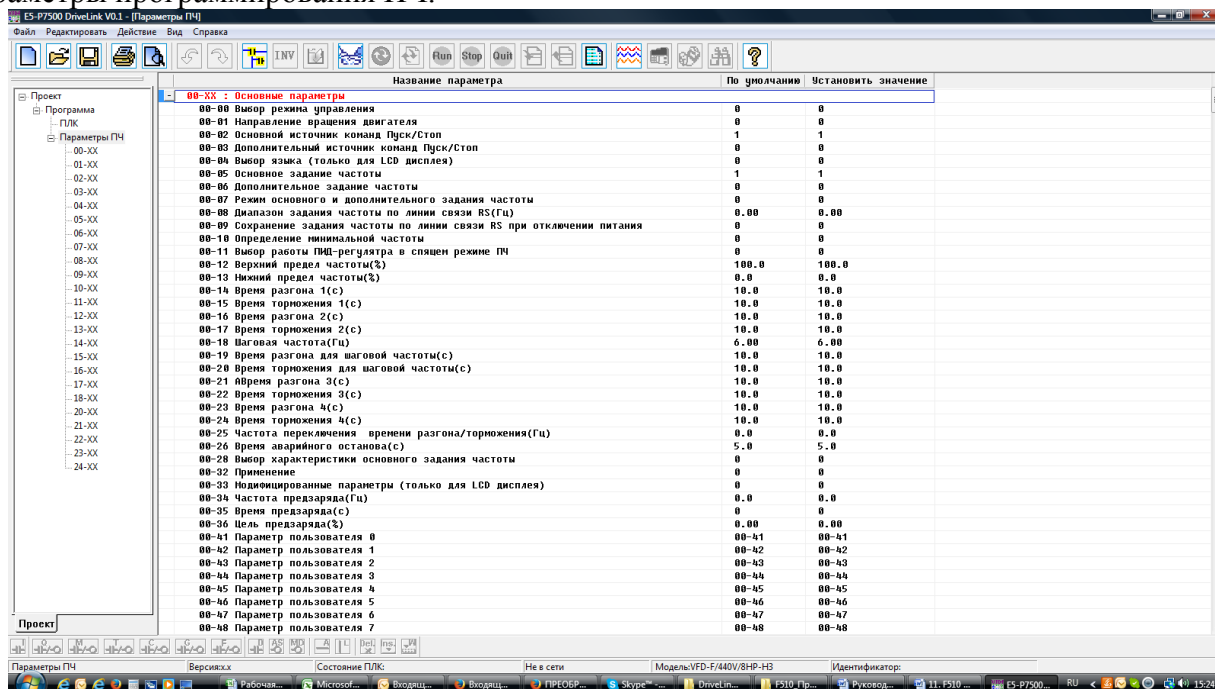 раметры программирования ПЧ.
E5-P7500 DriveLink V0.1 - [Параметры ПЧ]
Файл Редактировать Действие Вид Справка
INV Run Stop Quit
Название параметра По умолчанию Установить значение
Проект
Программа
ПЛК
Параметры ПЧ
00-XX
01-XX
02-XX
03-XX
04-XX
05-XX
06-XX
07-XX
08-XX
09-XX
10-XX
11-XX
12-XX
13-XX
14-XX
15-XX
16-XX
17-XX
18-XX
20-XX
21-XX
22-XX
23-XX
24-XX
Проект
00-XX : Основные параметры
00-00 Выбор режима управления 0 0
00-01 Направление вращения двигателя 0 0
00-02 Основной источник команд Пуск/Стоп 1 1
00-03 Дополнительный источник команд Пуск/Стоп 0 0
00-04 Выбор языка (только для LCD дисплея) 0 0
00-05 Основное задание частоты 1 1
00-06 Дополнительное задание частоты 0 0
00-07 Режим основного и дополнительного задания частоты 0 0
00-08 Диапазон задания частоты по линии связи RS(Гц) 0.00 0.00
00-09 Сохранение задания частоты по линии связи RS при отключении питания 0 0
00-10 Определение минимальной частоты 0 0
00-11 Выбор работы ПИД-регулятра в спящем режиме ПЧ 0 0
00-12 Верхний предел частоты(%) 100.0 100.0
00-13 Нижний предел частоты(%) 0.0 0.0
00-14 Время разгона 1(с) 10.0 10.0
00-15 Время торможения 1(с) 10.0 10.0
00-16 Время разгона 2(с) 10.0 10.0
00-17 Время торможения 2(с) 10.0 10.0
00-18 Шаговая частота(Гц) 6.00 6.00
00-19 Время разгона для шаговой частоты(с) 10.0 10.0
00-20 Время торможения для шаговой частоты(с) 10.0 10.0
00-21 АВремя разгона 3(с) 10.0 10.0
00-22 Время торможения 3(с) 10.0 10.0
00-23 Время разгона 4(с) 10.0 10.0
00-24 Время торможения 4(с) 10.0 10.0
00-25 Частота переключения времени разгона/торможения(Гц) 0.0 0.0
00-26 Время аварийного останова(с) 5.0 5.0
00-28 Выбор характеристики основного задания частоты 0 0
00-32 Применение 0 0
00-33 Модифицированные параметры (только для LCD дисплея) 0 0
00-34 Частота предзаряда(Гц) 0.0 0.0
00-35 Время предзаряда(с) 0 0
00-36 Цель предзаряда(%) 0.00 0.00
00-41 Параметр пользователя 0 00-41 00-41
00-42 Параметр пользователя 1 00-42 00-42
00-43 Параметр пользователя 2 00-43 00-43
00-44 Параметр пользователя 3 00-44 00-44
00-45 Параметр пользователя 4 00-45 00-45
00-46 Параметр пользователя 5 00-46 00-46
00-47 Параметр пользователя 6 00-47 00-47
00-48 Параметр пользователя 7 00-48 00-48
Параметры ПЧ Версия:x.x Состояние ПЛК: Не в сети Модель:VFD-F/440V/8HP-H3 Идентификатор:
Рабочая... Microsof... Входящ... Входящ... ПРЕОБР... Skype™ -... DriveLin... F510_Пр... Руковод... 11. F510 ... E5-P7500... RU 15:24